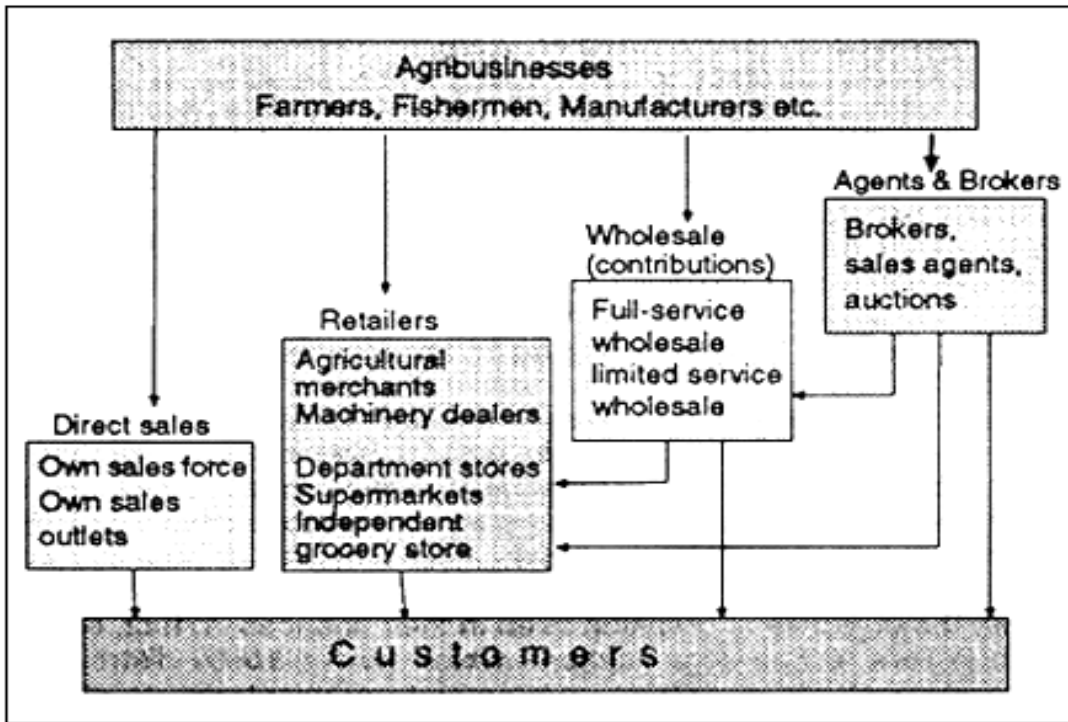 Agribusinesses
Farmers, Fishermen, Manufacturers etc.
Agents & Brokers
Brokers,
sales agents,
auctions
Wholesale
(contributions)
Full-service
wholesale
limited service
wholesale
Retailers
Agricultural
merchants
Machinery dealers
Department stores
Supermarkets
Independent
grocery store
Direct sales
Own sales force
Own sales
outlets
Customers